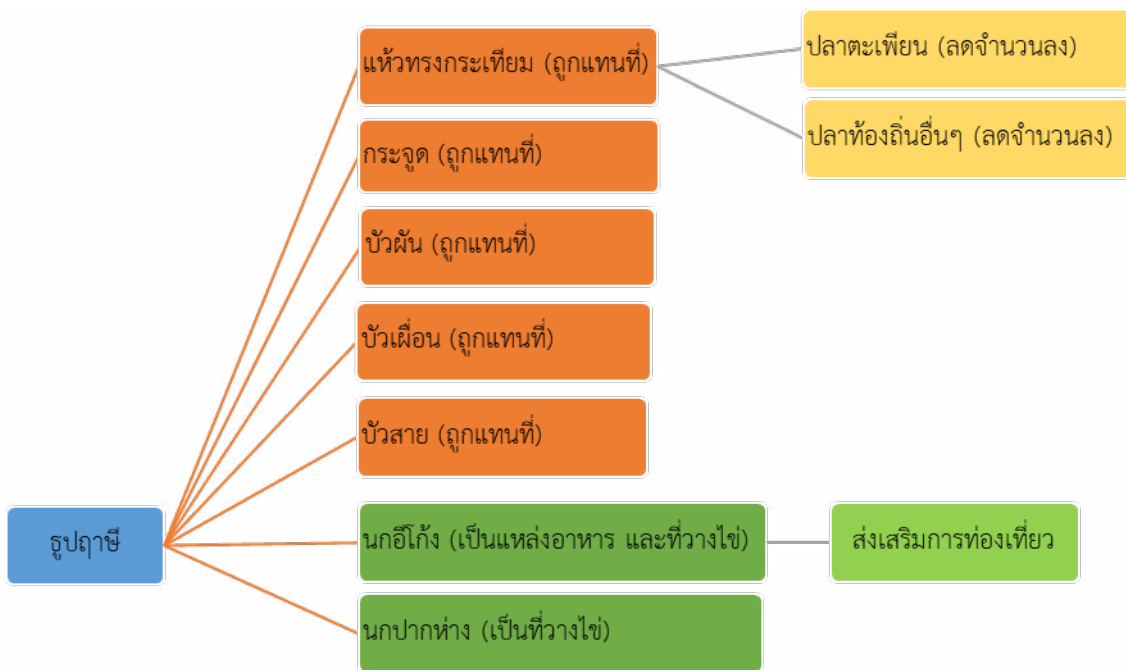 แห้วทรงกระเทียม (ถูกแทนที่)
ปลาตะเพียน (ลดจำนวนลง)
ปลาท้องถิ่นอื่นๆ (ลดจำนวนลง)
กระจูด (ถูกแทนที่)
บัวผัน (ถูกแทนที่)
บัวเผื่อน (ถูกแทนที่)
บัวสาย (ถูกแทนที่)
ธูปฤาษี
นกอีโก้ง (เป็นแหล่งอาหาร และที่วางไข่)
ส่งเสริมการท่องเที่ยว
นกปากห่าง (เป็นที่วางไข่)